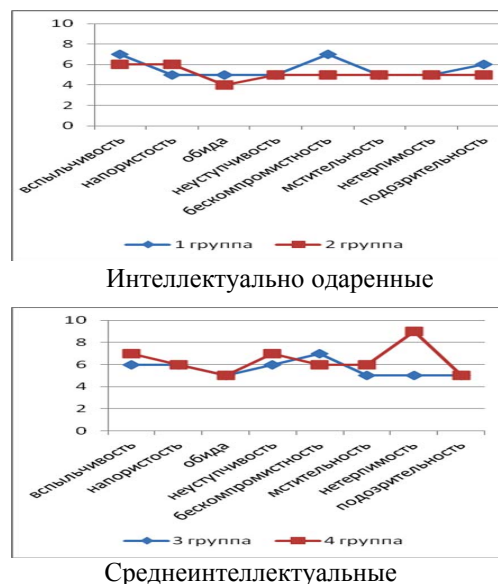 10
8
6
4
2
0
вспыльчивость
напористость
обида
неуступчивость
бескомпромистность
мстительность
нетерпимость
подозрительность
1 группа 2 группа
Интеллектуально одаренные
10
8
6
4
2
0
вспыльчивость
напористость
обида
неуступчивость
бескомпромистность
мстительность
нетерпимость
подозрительность
3 группа 4 группа
Среднеинтеллектуальные